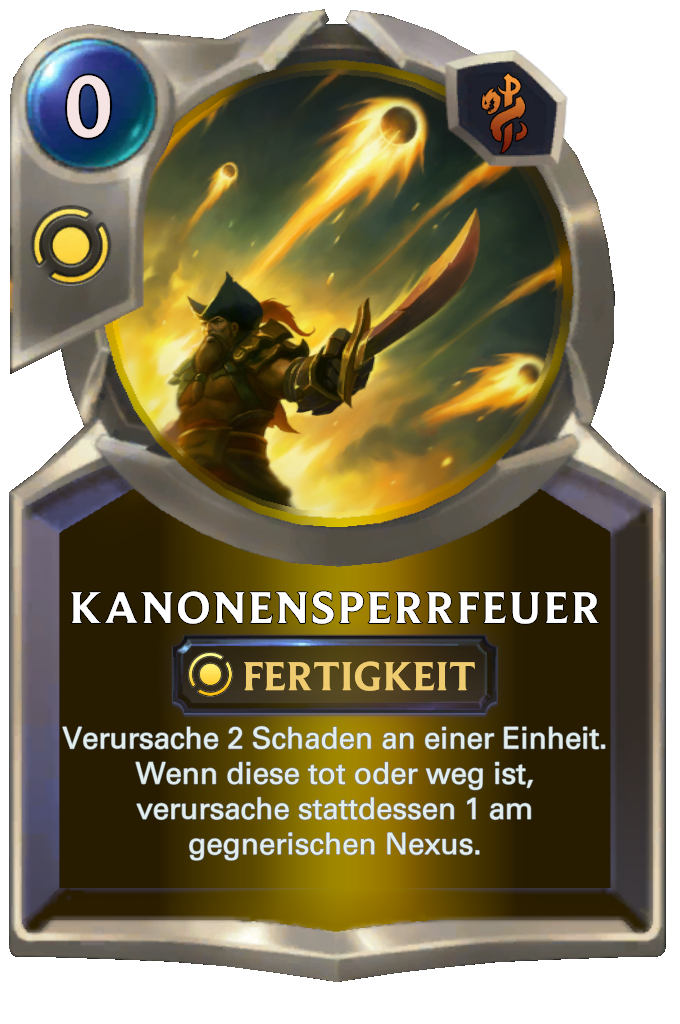 0
KANONENSPERRFEUER
FERTIGKEIT
Verursache 2 Schaden an einer Einheit.
Wenn diese tot oder weg ist,
verursache stattdessen 1 am
gegnerischen Nexus.